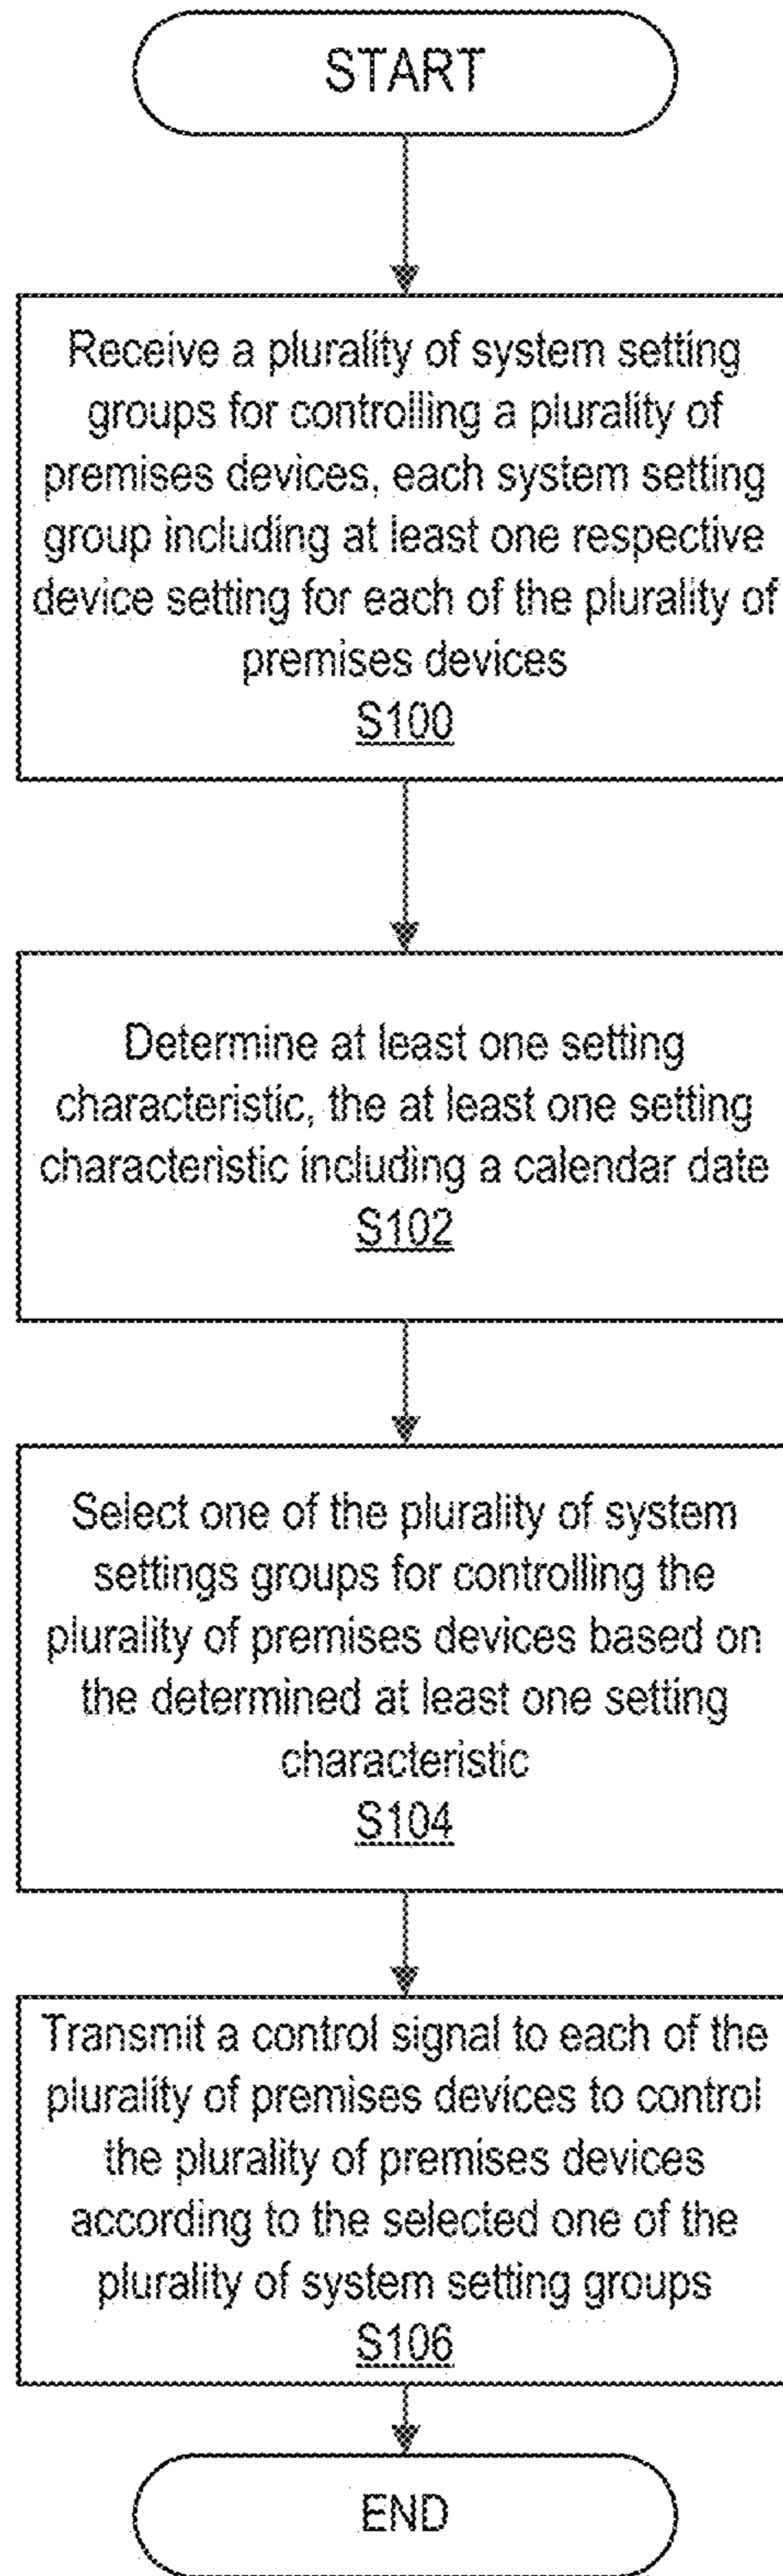 START
Receive a plurality of system setting
groups for controlling a plurality of
premises devices, each system setting
group including at least one respective
device setting for each of the plurality of
premises devices
S100
Determine at least one setting
characteristic, the at least one setting
characteristic including a calendar date
S102
Select one of the plurality of system
settings groups for controlling the
plurality of premises devices based on
the determined at least one setting
characteristic
S104
Transmit a control signal to each of the
plurality of premises devices to control
the plurality of premises devices
according to the selected one of the
plurality of system setting groups
S106
END